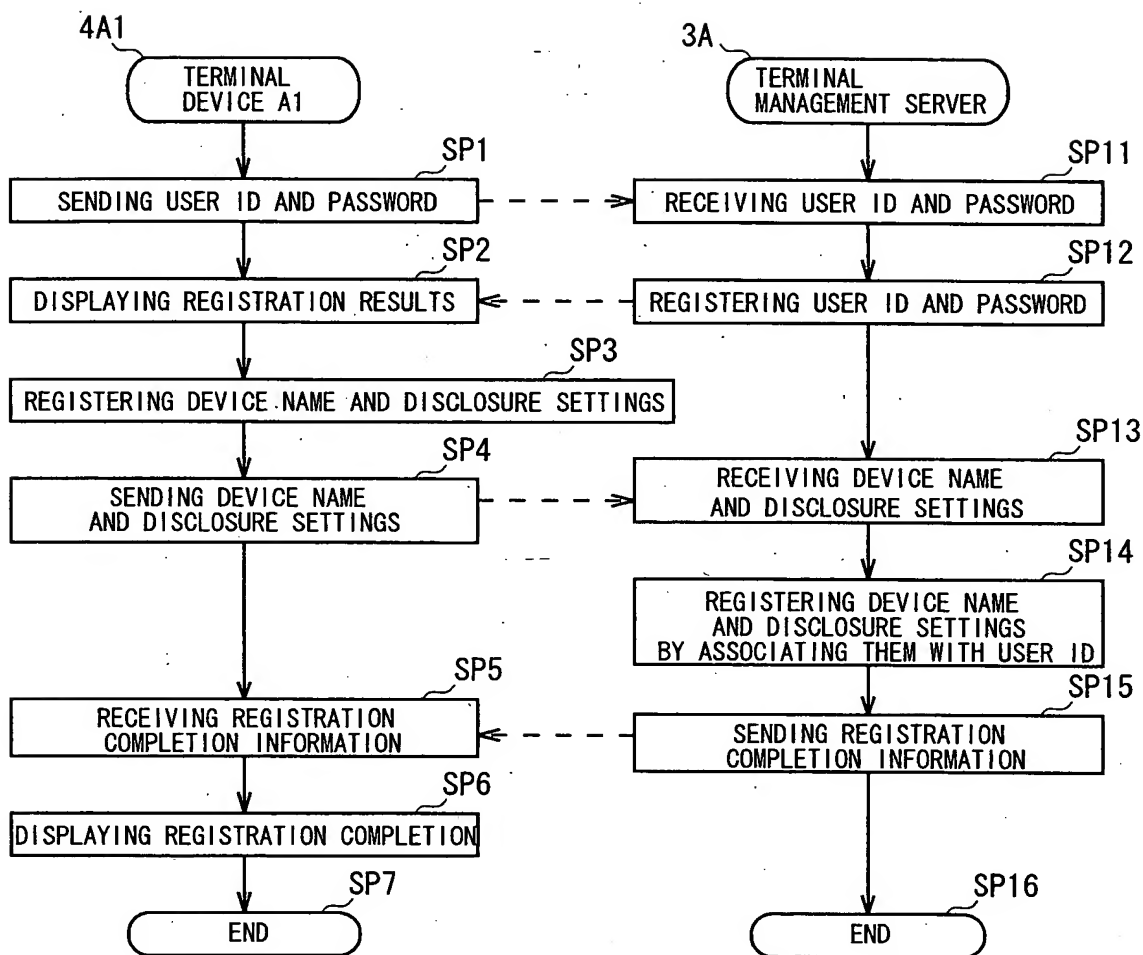 4A1
3A
TERMINAL
DEVICE A1
TERMINAL
MANAGEMENT SERVER
SP1
SP11
SENDING USER ID AND PASSWORD
RECEIVING USER ID AND PASSWORD
SP2
SP12
DISPLAYING REGISTRATION RESULTS
REGISTERING USER ID AND PASSWORD
SP3
REGISTERING DEVICE NAME AND DISCLOSURE SETTINGS
SP4
SP13
SENDING DEVICE NAME
AND DISCLOSURE SETTINGS
RECEIVING DEVICE NAME
AND DISCLOSURE SETTINGS
SP14
REGISTERING DEVICE NAME
AND DISCLOSURE SETTINGS
BY ASSOCIATING THEM WITH USER ID
SP5
SP15
RECEIVING REGISTRATION
COMPLETION INFORMATION
SENDING REGISTRATION
COMPLETION INFORMATION
SP6
DISPLAYING REGISTRATION COMPLETION
SP7
SP16
END
END